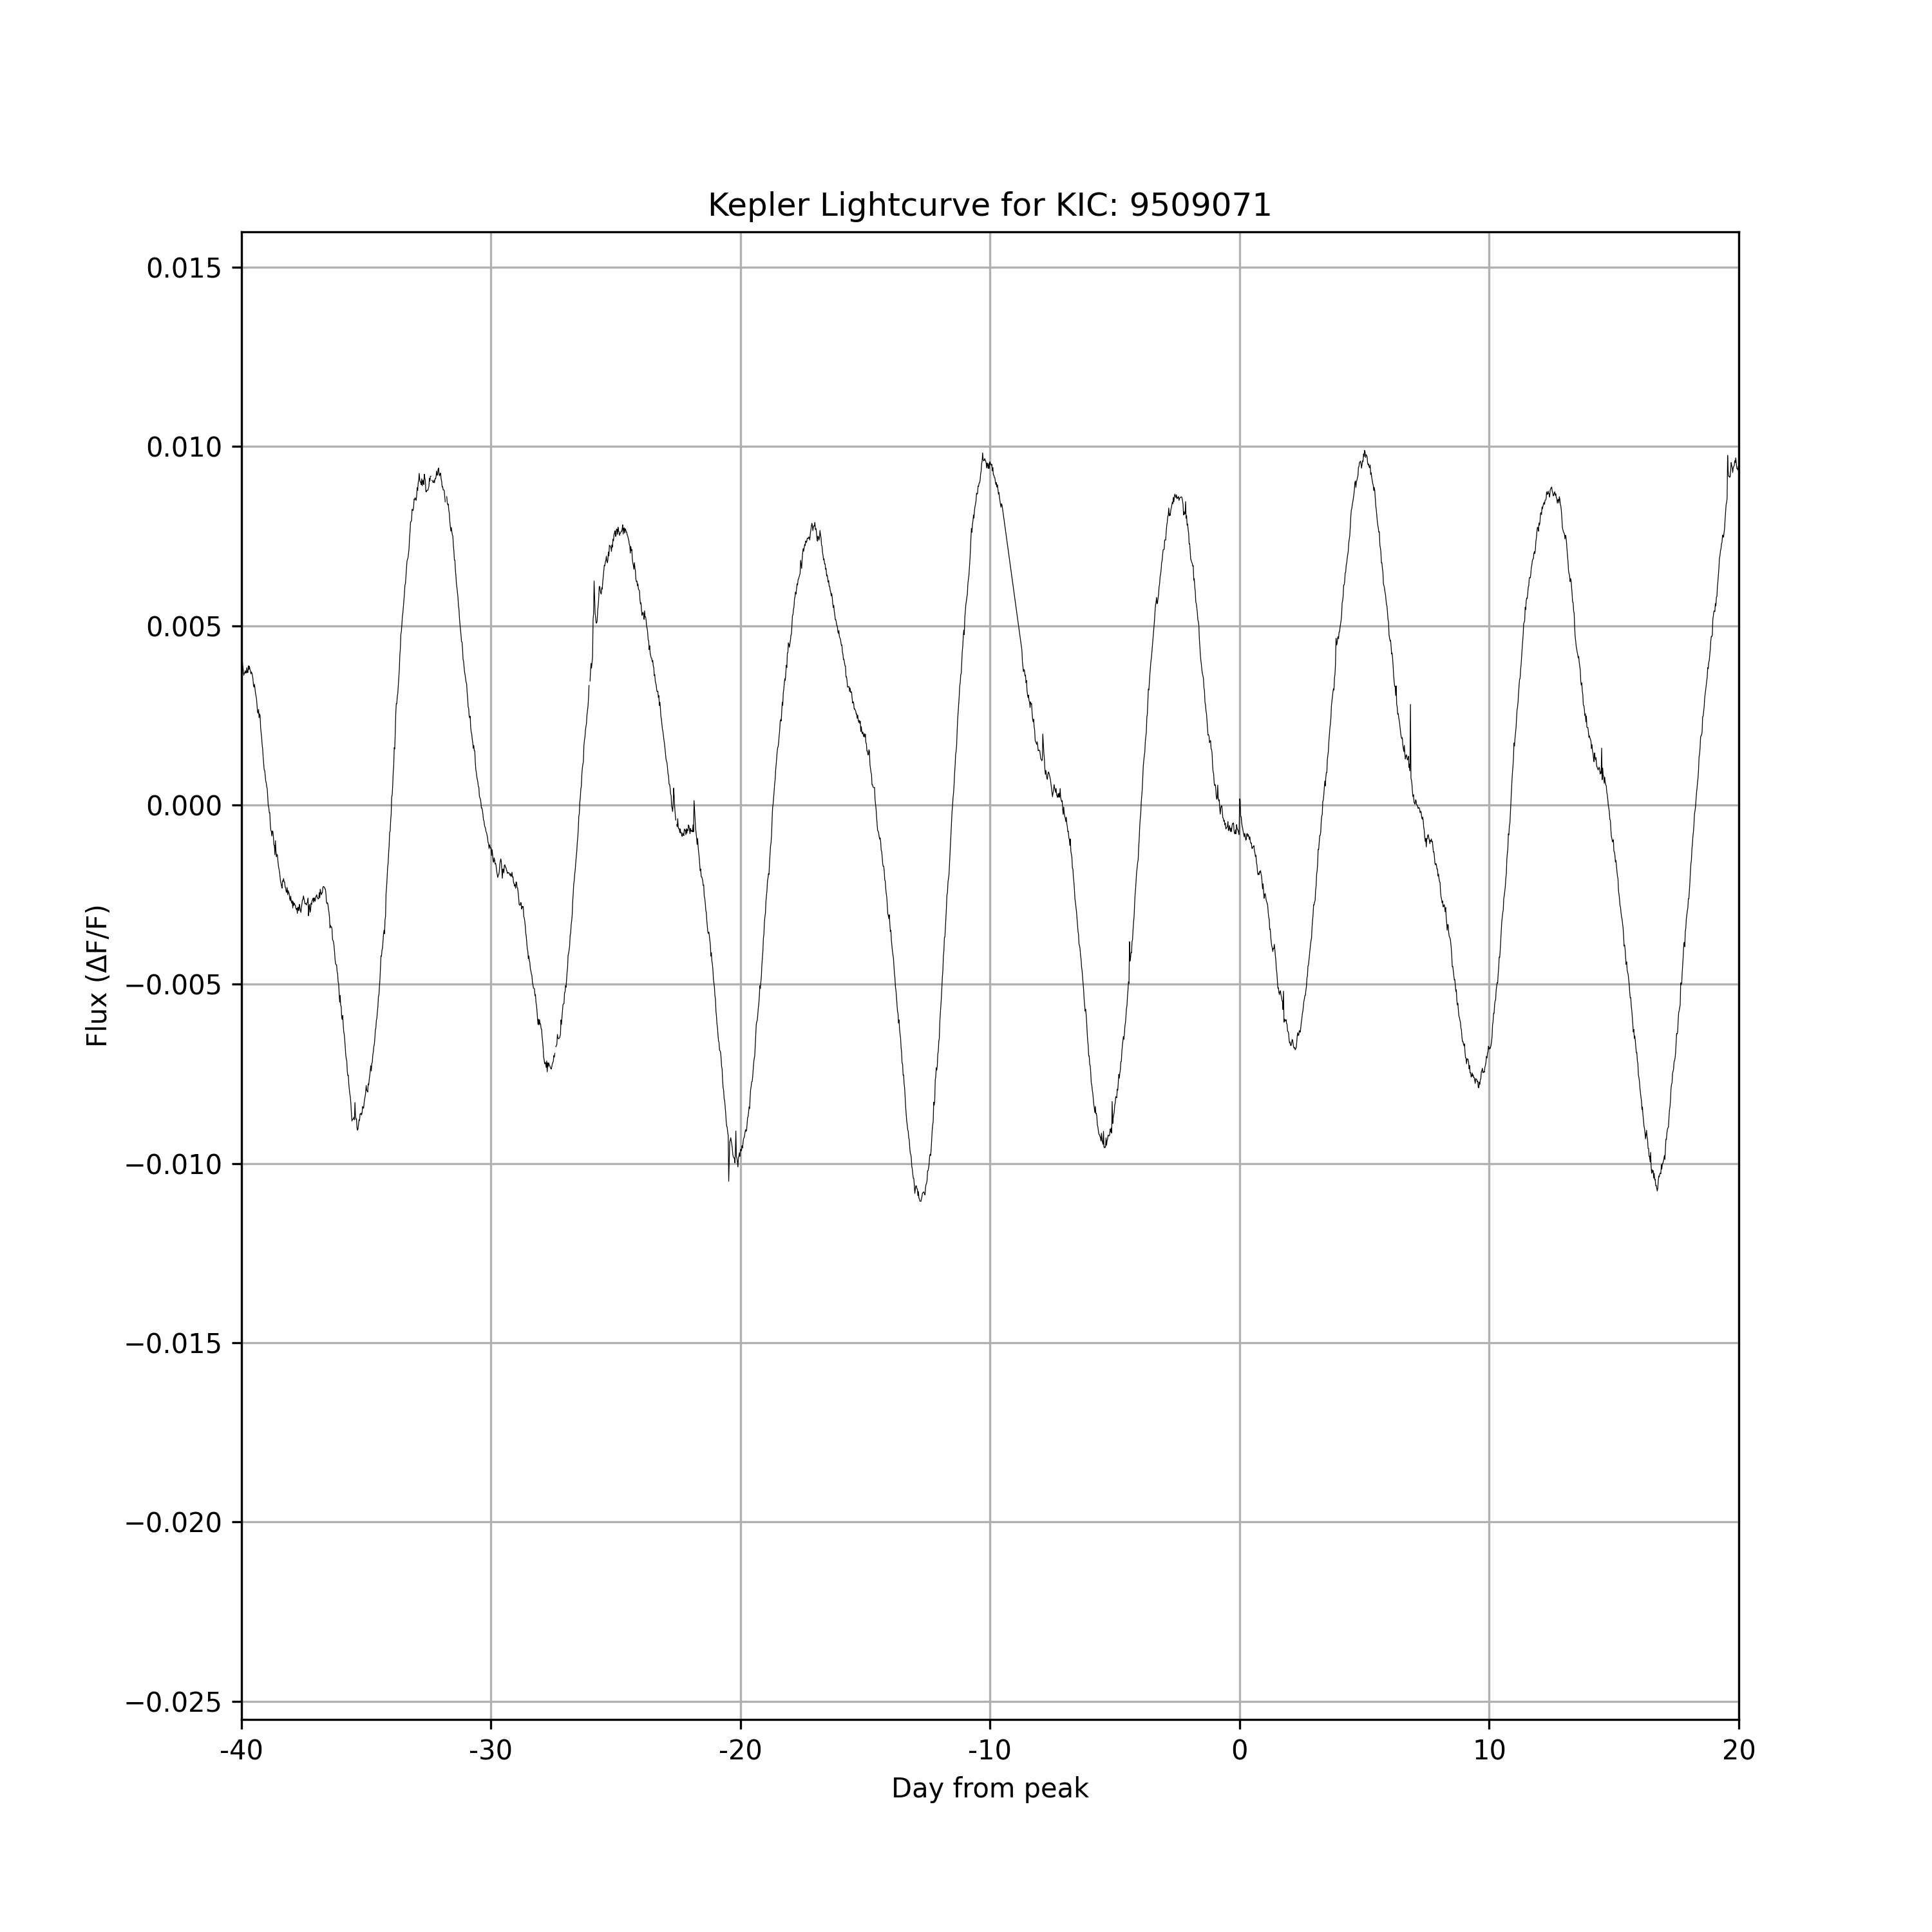 Kepler Lightcurve for KIC: 9509071
0.015
0.010
0.005
0.000
−0.005
−0.010
−0.015
−0.020
−0.025
Flux (ΔF/F)
-40 -30 -20 -10 0 10 20
Day from peak